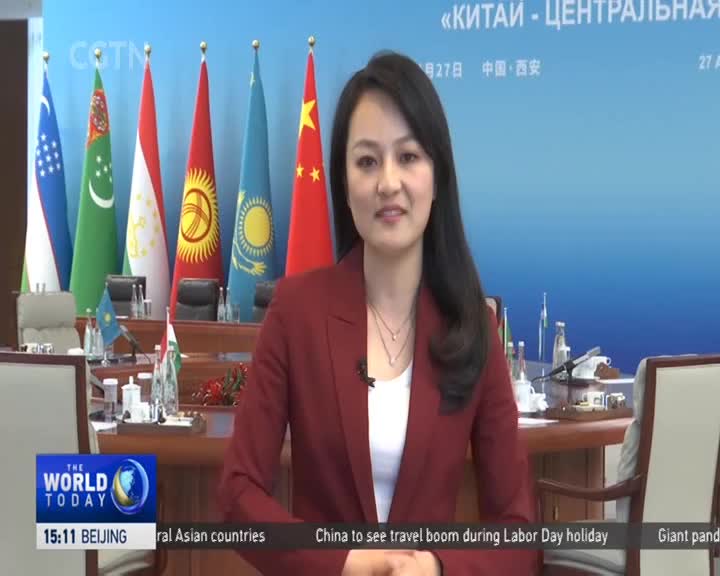 CGTN
«КИТАЙ - ЦЕНТРАЛЬНАЯ
月27日 中国·西安
27 А
THE
WORLD
TODAY
15:11 BEIJING
ral Asian countries China to see travel boom during Labor Day holiday Giant pand